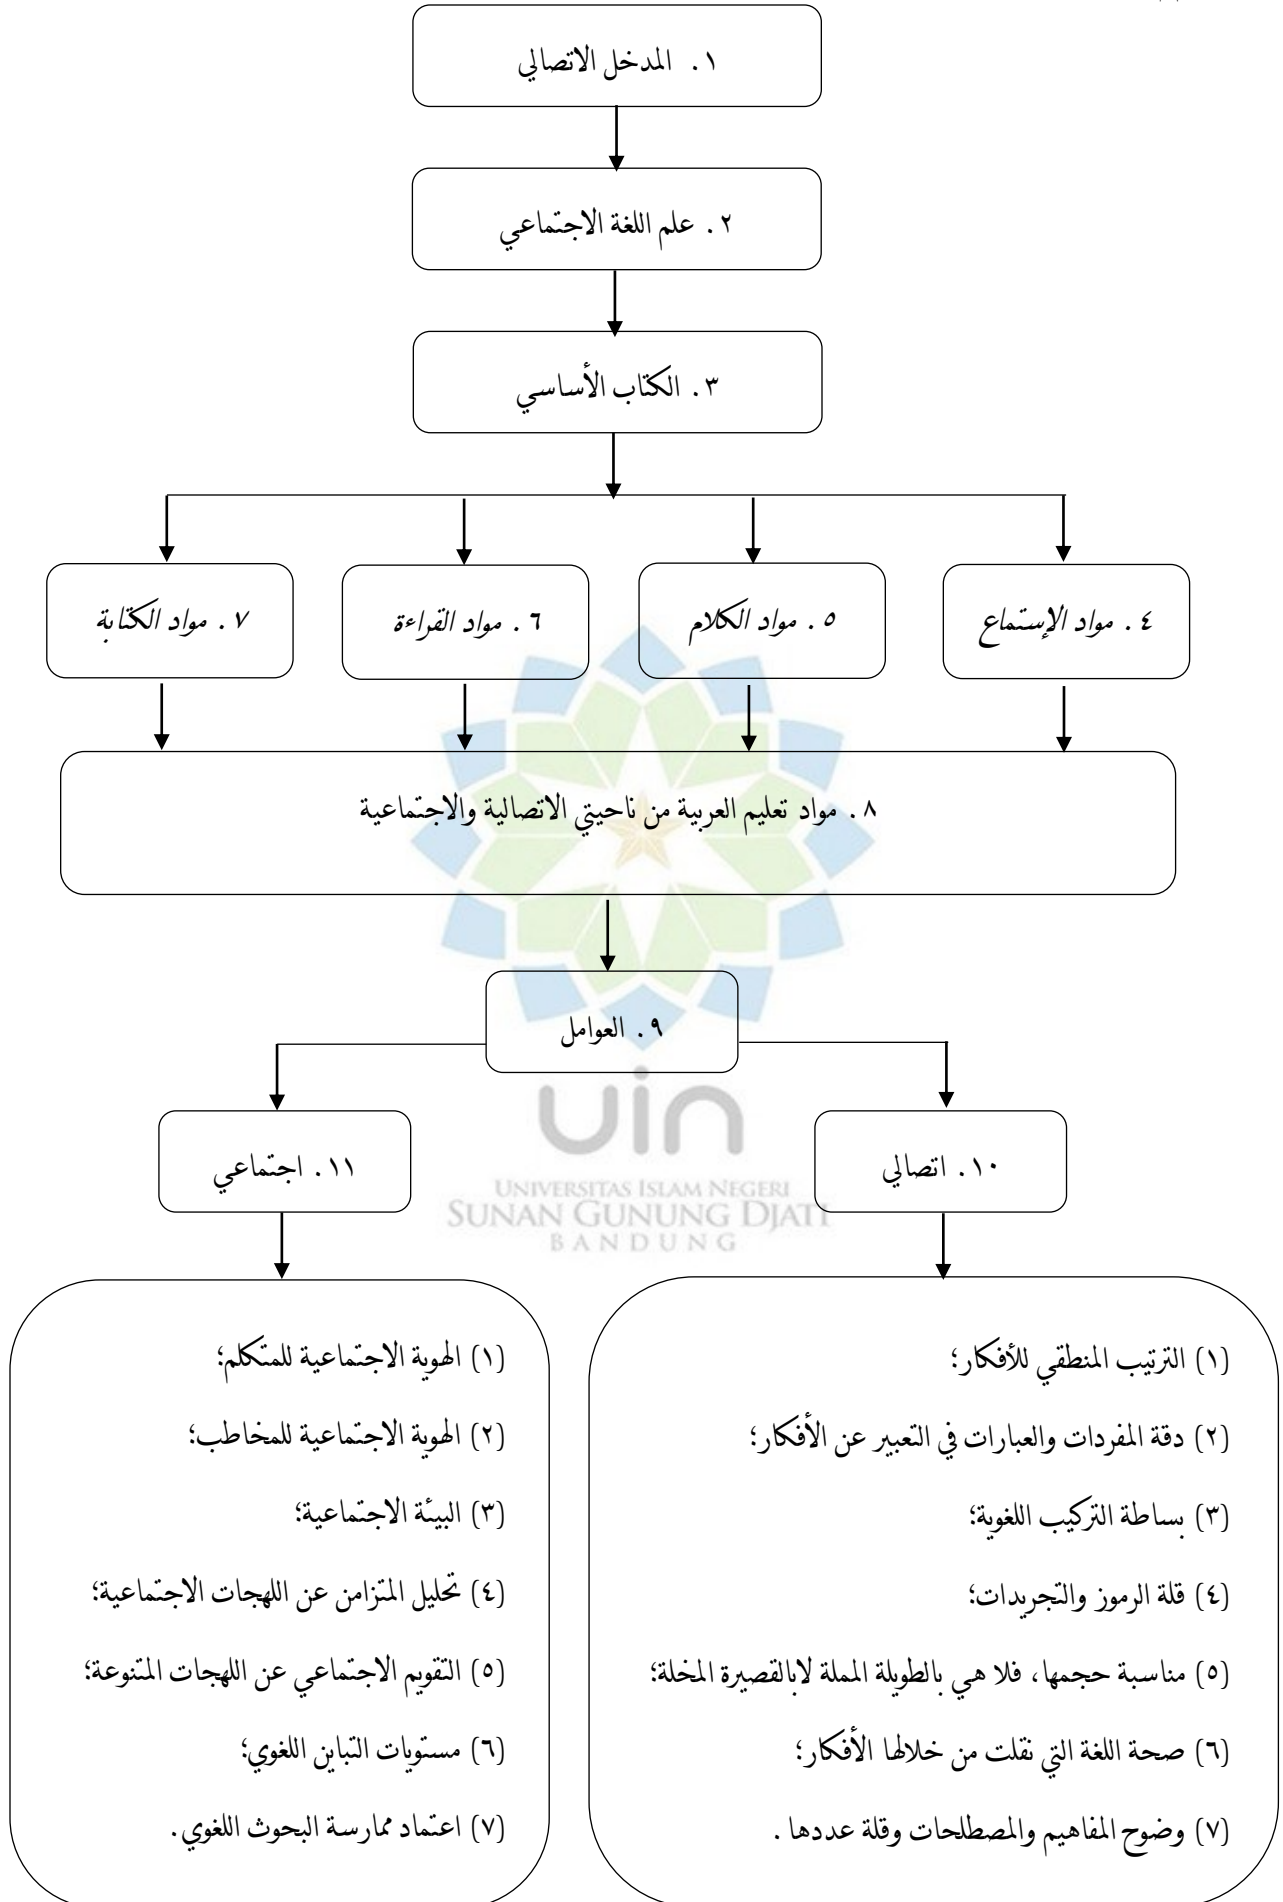 ١. المدخل الاتصالي
٢. علم اللغة الاجتماعي
٣. الكتاب الأساسي
٤. مواد الإستماع
٥. مواد الكلام
٦. مواد القراءة
٧. مواد الكتابة
٨. مواد تعليم العربية من ناحيتي الاتصالية والاجتماعية
٩. العوامل
١٠. اتصالي
١١. اجتماعي
uin
UNIVERSITAS ISLAM NEGERI
SUNAN GUNUNG DJATI
BANDUNG
(١) الترتيب المنطقي للأفكار؛
(٢) دقة المفردات والعبارات في التعبير عن الأفكار؛
(٣) بساطة التركيب اللغوية؛
(٤) قلة الرموز والتجريدات؛
(٥) مناسبة حجمها، فلا هي بالطويلة المملة لابالقصيرة المخلة؛
(٦) صحة اللغة التي نقلت من خلالها الأفكار؛
(٧) وضوح المفاهيم والمصطلحات وقلة عددها.
(١) الهوية الاجتماعية للمتكلم؛
(٢) الهوية الاجتماعية للمخاطب؛
(٣) البيئة الاجتماعية؛
(٤) تحليل المتزامن عن اللهجات الاجتماعية؛
(٥) التقويم الاجتماعي عن اللهجات المتنوعة؛
(٦) مستويات التباين اللغوي؛
(٧) اعتماد ممارسة البحوث اللغوي.